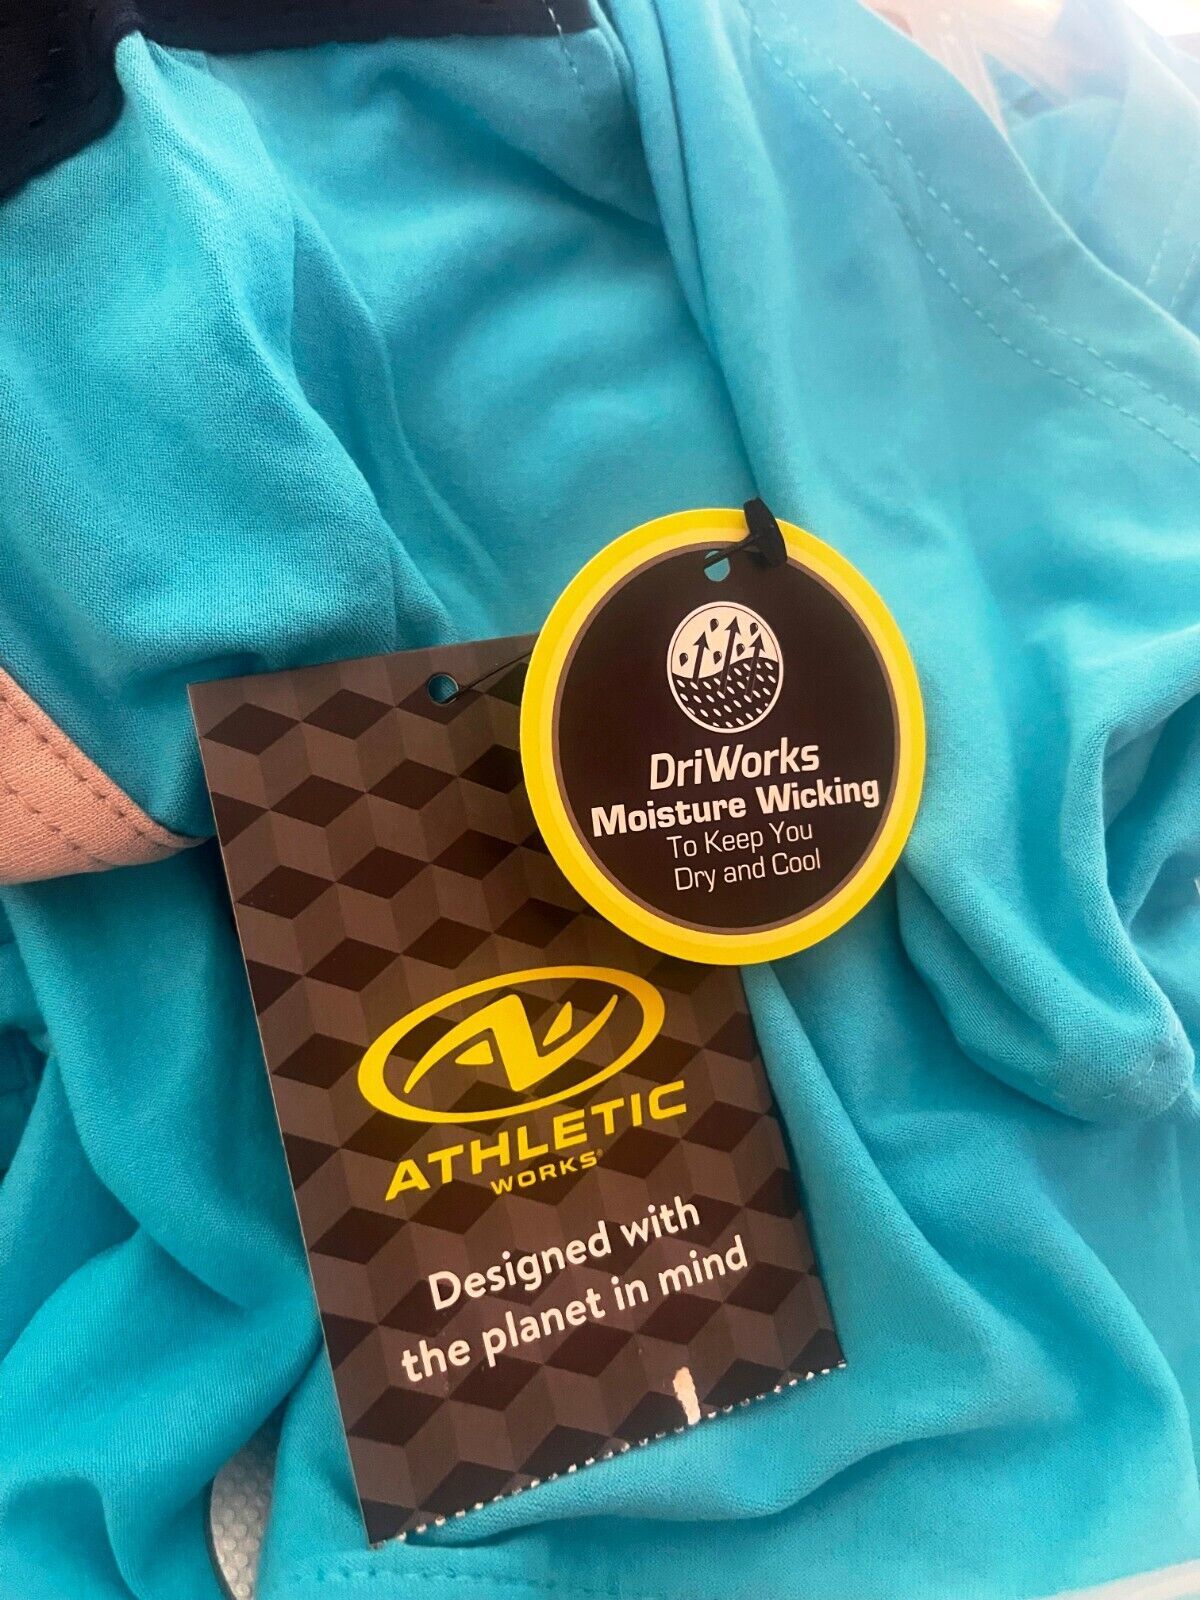 DriWorks
Moisture Wicking
To Keep You
Dry and Cool
ATHLETIC
WORKS®
Designed with
the planet in mind